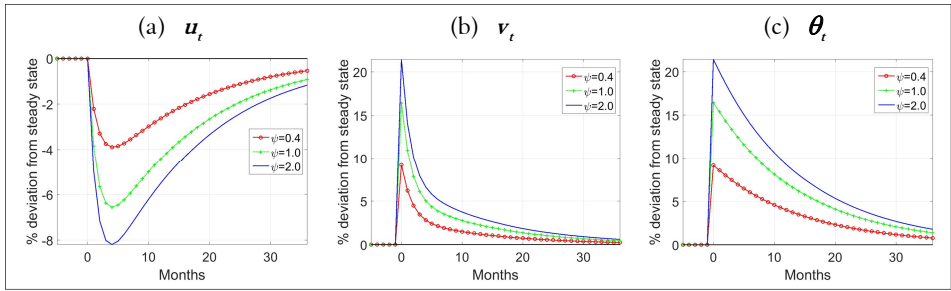 (a) uₜ
% deviation from steady state
0
-2
-4
-6
-8
0 10 20 30
Months
ψ=0.4
ψ=1.0
ψ=2.0
(b) vₜ
% deviation from steady state
20
15
10
5
0
0 10 20 30
Months
ψ=0.4
ψ=1.0
ψ=2.0
(c) θₜ
% deviation from steady state
20
15
10
5
0
0 10 20 30
Months
ψ=0.4
ψ=1.0
ψ=2.0